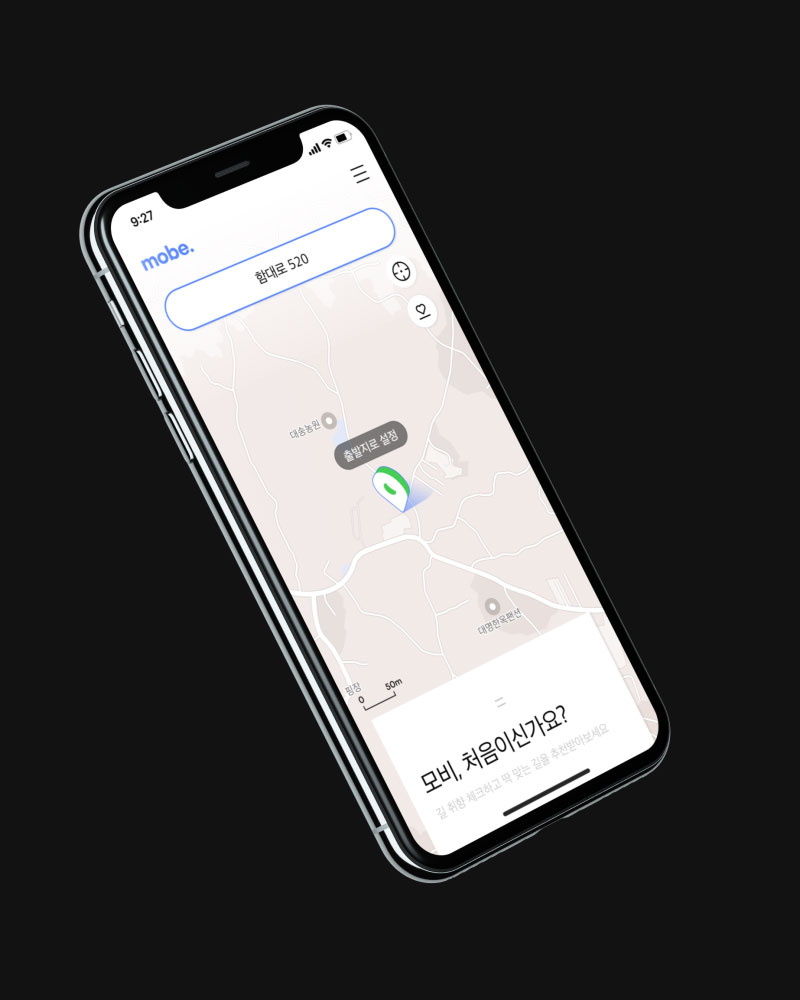 9:27
mobe.
함대로 520
대송농원
출발지로 설정
대명한옥팬션
핑장
0 50m
모비, 처음이신가요?
길 취향 체크하고 딱 맞는 길을 추천받아보세요